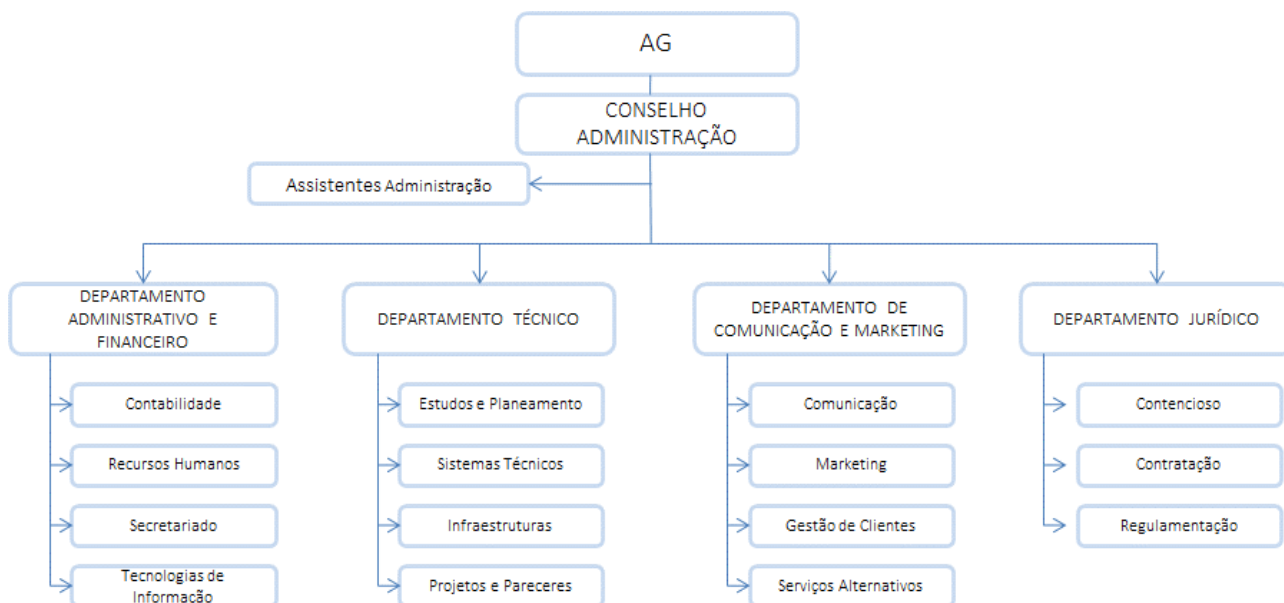 AG
CONSELHO
ADMINISTRAÇÃO
Assistentes Administração
DEPARTAMENTO
ADMINISTRATIVO E
FINANCEIRO
DEPARTAMENTO TÉCNICO
DEPARTAMENTO DE
COMUNICAÇÃO E MARKETING
DEPARTAMENTO JURÍDICO
Contabilidade
Recursos Humanos
Secretariado
Tecnologias de
Informação
Estudos e Planeamento
Sistemas Técnicos
Infraestruturas
Projetos e Pareceres
Comunicação
Marketing
Gestão de Clientes
Serviços Alternativos
Contencioso
Contratação
Regulamentação